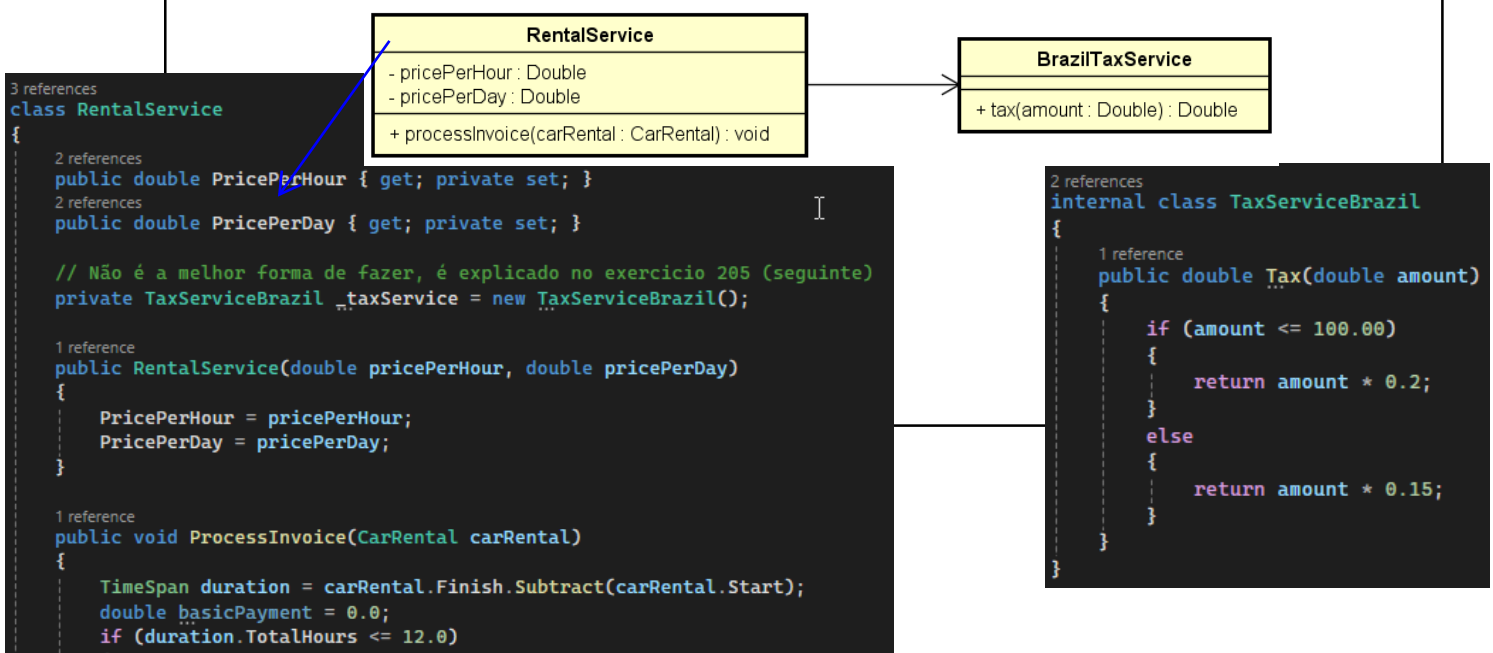 RentalService
- pricePerHour : Double
- pricePerDay : Double
+ processInvoice(carRental : CarRental) : void
BrazilTaxService
+ tax(amount : Double) : Double
3 references
class RentalService
{
2 references
public double PricePerHour { get; private set; }
2 references
public double PricePerDay { get; private set; }
// Não é a melhor forma de fazer, é explicado no exercicio 205 (seguinte)
private TaxServiceBrazil _taxService = new TaxServiceBrazil();
1 reference
public RentalService(double pricePerHour, double pricePerDay)
{
PricePerHour = pricePerHour;
PricePerDay = pricePerDay;
}
1 reference
public void ProcessInvoice(CarRental carRental)
{
TimeSpan duration = carRental.Finish.Subtract(carRental.Start);
double basicPayment = 0.0;
if (duration.TotalHours <= 12.0)
2 references
internal class TaxServiceBrazil
{
1 reference
public double Tax(double amount)
{
if (amount <= 100.00)
{
return amount * 0.2;
}
else
{
return amount * 0.15;
}
}
}